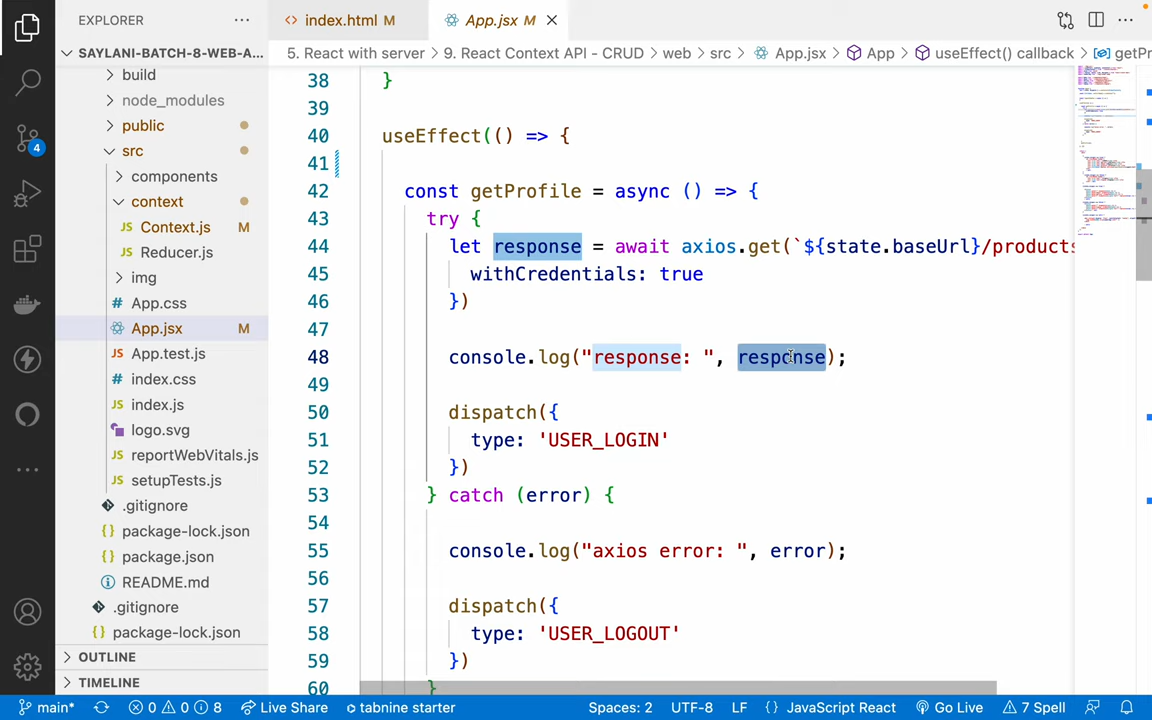 EXPLORER
SAYLANI-BATCH-8-WEB-A...
build
node_modules
public
src
components
context
Context.js M
Reducer.js
img
App.css
App.jsx M
App.test.js
index.css
index.js
logo.svg
reportWebVitals.js
setupTests.js
.gitignore
package-lock.json
package.json
README.md
.gitignore
package-lock.json
OUTLINE
TIMELINE
4
index.html M
App.jsx M
5. React with server > 9. React Context API - CRUD > web > src > App.jsx > App > useEffect() callback > getPr
38 }
39
40 useEffect(() => {
41
42 const getProfile = async () => {
43 try {
44 let response = await axios.get(`${state.baseUrl}/products
45 withCredentials: true
46 })
47
48 console.log("response: ", response);
49
50 dispatch({
51 type: 'USER_LOGIN'
52 })
53 } catch (error) {
54
55 console.log("axios error: ", error);
56
57 dispatch({
58 type: 'USER_LOGOUT'
59 })
60 }
main* 0 0 8 Live Share tabnine starter Spaces: 2 UTF-8 LF {} JavaScript React Go Live 7 Spell